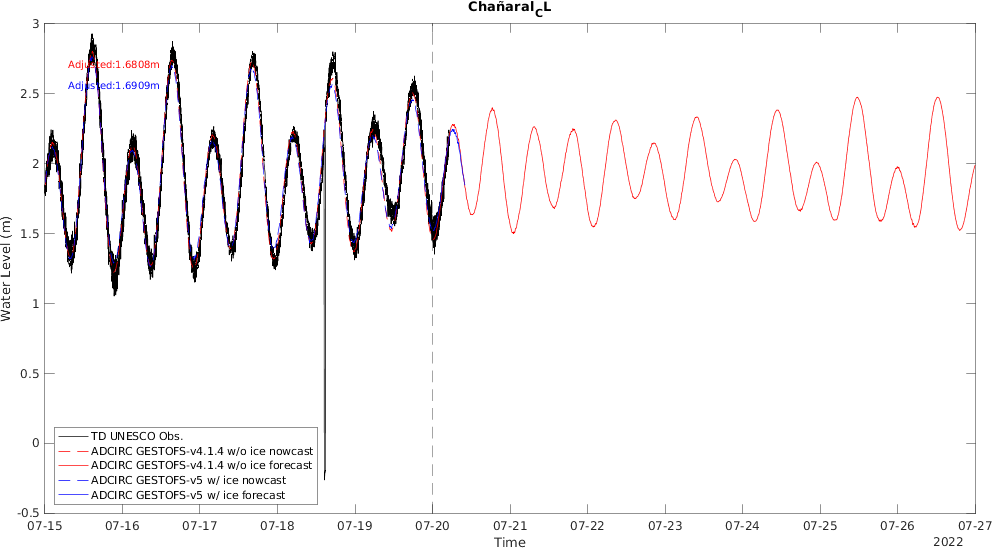 Chañaral_CL
Water Level (m)
3
2.5
2
1.5
1
0.5
0
-0.5
Adjusted:1.6808m
Adjusted:1.6909m
TD UNESCO Obs.
ADCIRC GESTOFS-v4.1.4 w/o ice nowcast
ADCIRC GESTOFS-v4.1.4 w/o ice forecast
ADCIRC GESTOFS-v5 w/ ice nowcast
ADCIRC GESTOFS-v5 w/ ice forecast
07-15 07-16 07-17 07-18 07-19 07-20 07-21 07-22 07-23 07-24 07-25 07-26 07-27
Time
2022